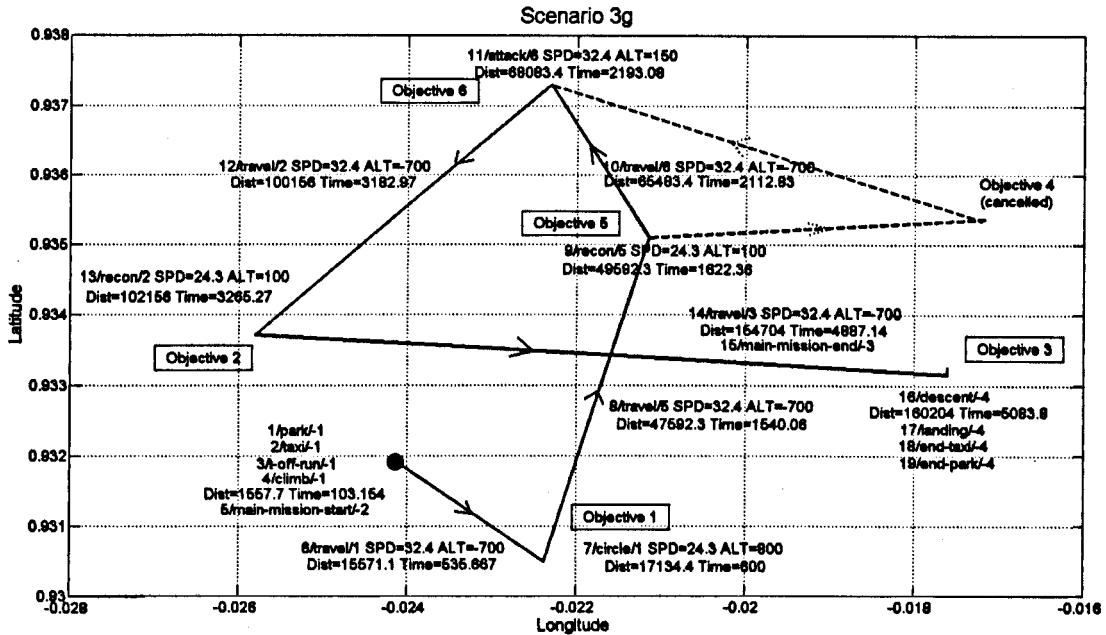 Scenario 3g
0.938
0.937
0.936
0.935
0.934
0.933
0.932
0.931
0.93
Latitude
11/attack/6 SPD=32.4 ALT=150
Dist=68083.4 Time=2193.08
Objective 6
12/travel/2 SPD=32.4 ALT=-700
Dist=100156 Time=3182.97
10/travel/6 SPD=32.4 ALT=-700
Dist=65483.4 Time=2112.83
Objective 4
(cancelled)
Objective 5
9/recon/5 SPD=24.3 ALT=100
Dist=49592.3 Time=1622.36
13/recon/2 SPD=24.3 ALT=100
Dist=102156 Time=3265.27
Objective 2
14/travel/3 SPD=32.4 ALT=-700
Dist=154704 Time=4887.14
15/main-mission-end/-3
Objective 3
16/descent/-4
Dist=160204 Time=5083.8
17/landing/-4
18/end-taxi/-4
19/end-park/-4
8/travel/5 SPD=32.4 ALT=-700
Dist=47592.3 Time=1540.06
1/park/-1
2/taxi/-1
3/t-off-run/-1
4/climb/-1
Dist=1557.7 Time=103.154
5/main-mission-start/-2
Objective 1
6/travel/1 SPD=32.4 ALT=-700
Dist=15571.1 Time=535.667
7/circle/1 SPD=24.3 ALT=800
Dist=17134.4 Time=600
-0.028
-0.026
-0.024
-0.022
-0.02
-0.018
-0.016
Longitude